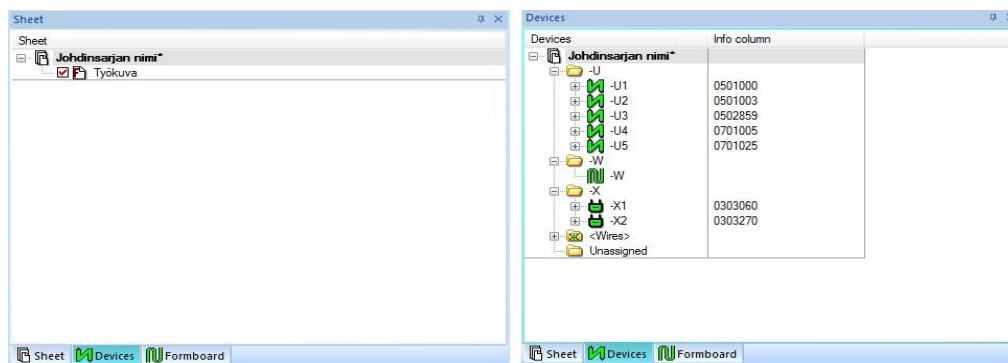 Sheet
Sheet
Johdinsarjan nimi*
Työkuva
Sheet Devices Formboard
Devices
Devices Info column
Johdinsarjan nimi*
-U
-U1 0501000
-U2 0501003
-U3 0502859
-U4 0701005
-U5 0701025
-W
-W
-X
-X1 0303060
-X2 0303270
<Wires>
Unassigned
Sheet Devices Formboard